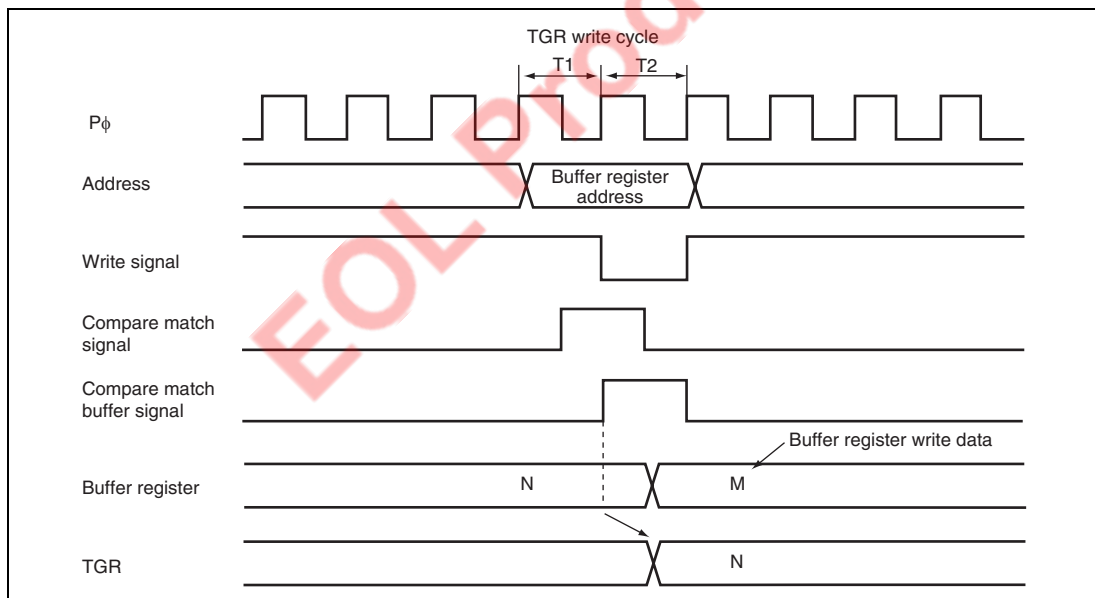 TGR write cycle
T1
T2
Pϕ
Address
Buffer register
address
Write signal
Compare match
signal
Compare match
buffer signal
Buffer register write data
Buffer register
N
M
TGR
N
EOL Prod